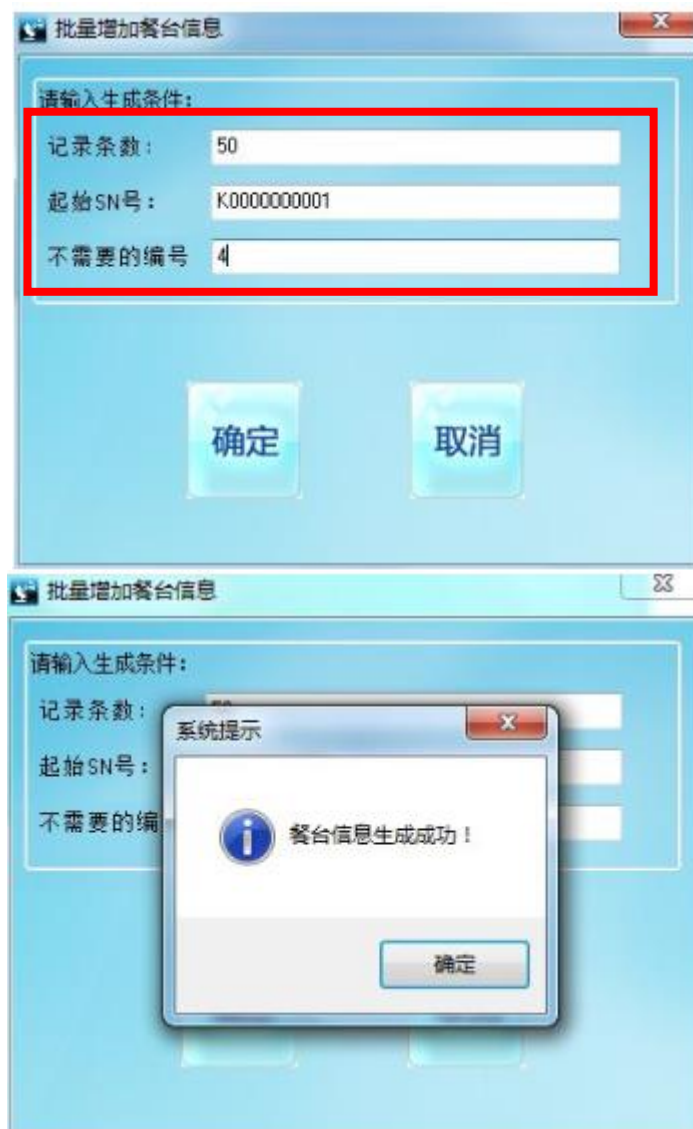 批量增加餐台信息
请输入生成条件：
记录条数： 50
起始SN号： K0000000001
不需要的编号 4
确定 取消
批量增加餐台信息
请输入生成条件：
记录条数：
系统提示
起始SN号：
不需要的编
餐台信息生成成功！
确定